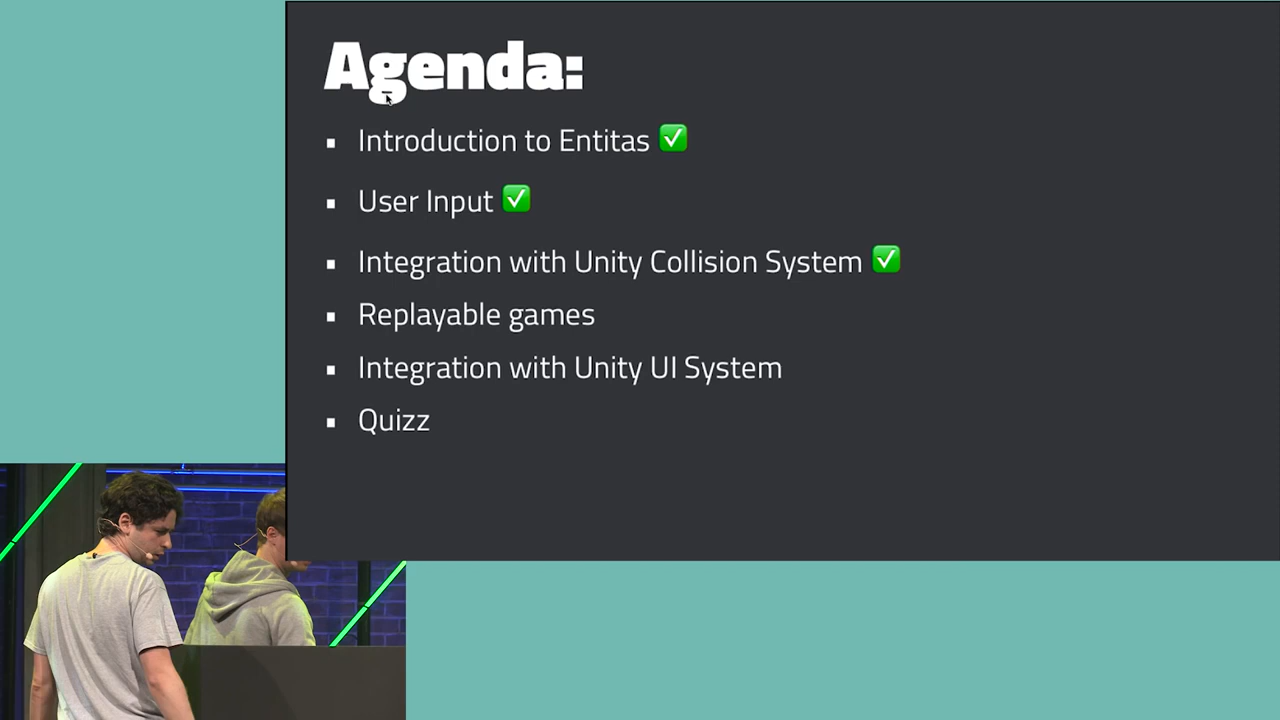 Agenda:
▪ Introduction to Entitas ✅
▪ User Input ✅
▪ Integration with Unity Collision System ✅
▪ Replayable games
▪ Integration with Unity UI System
▪ Quizz